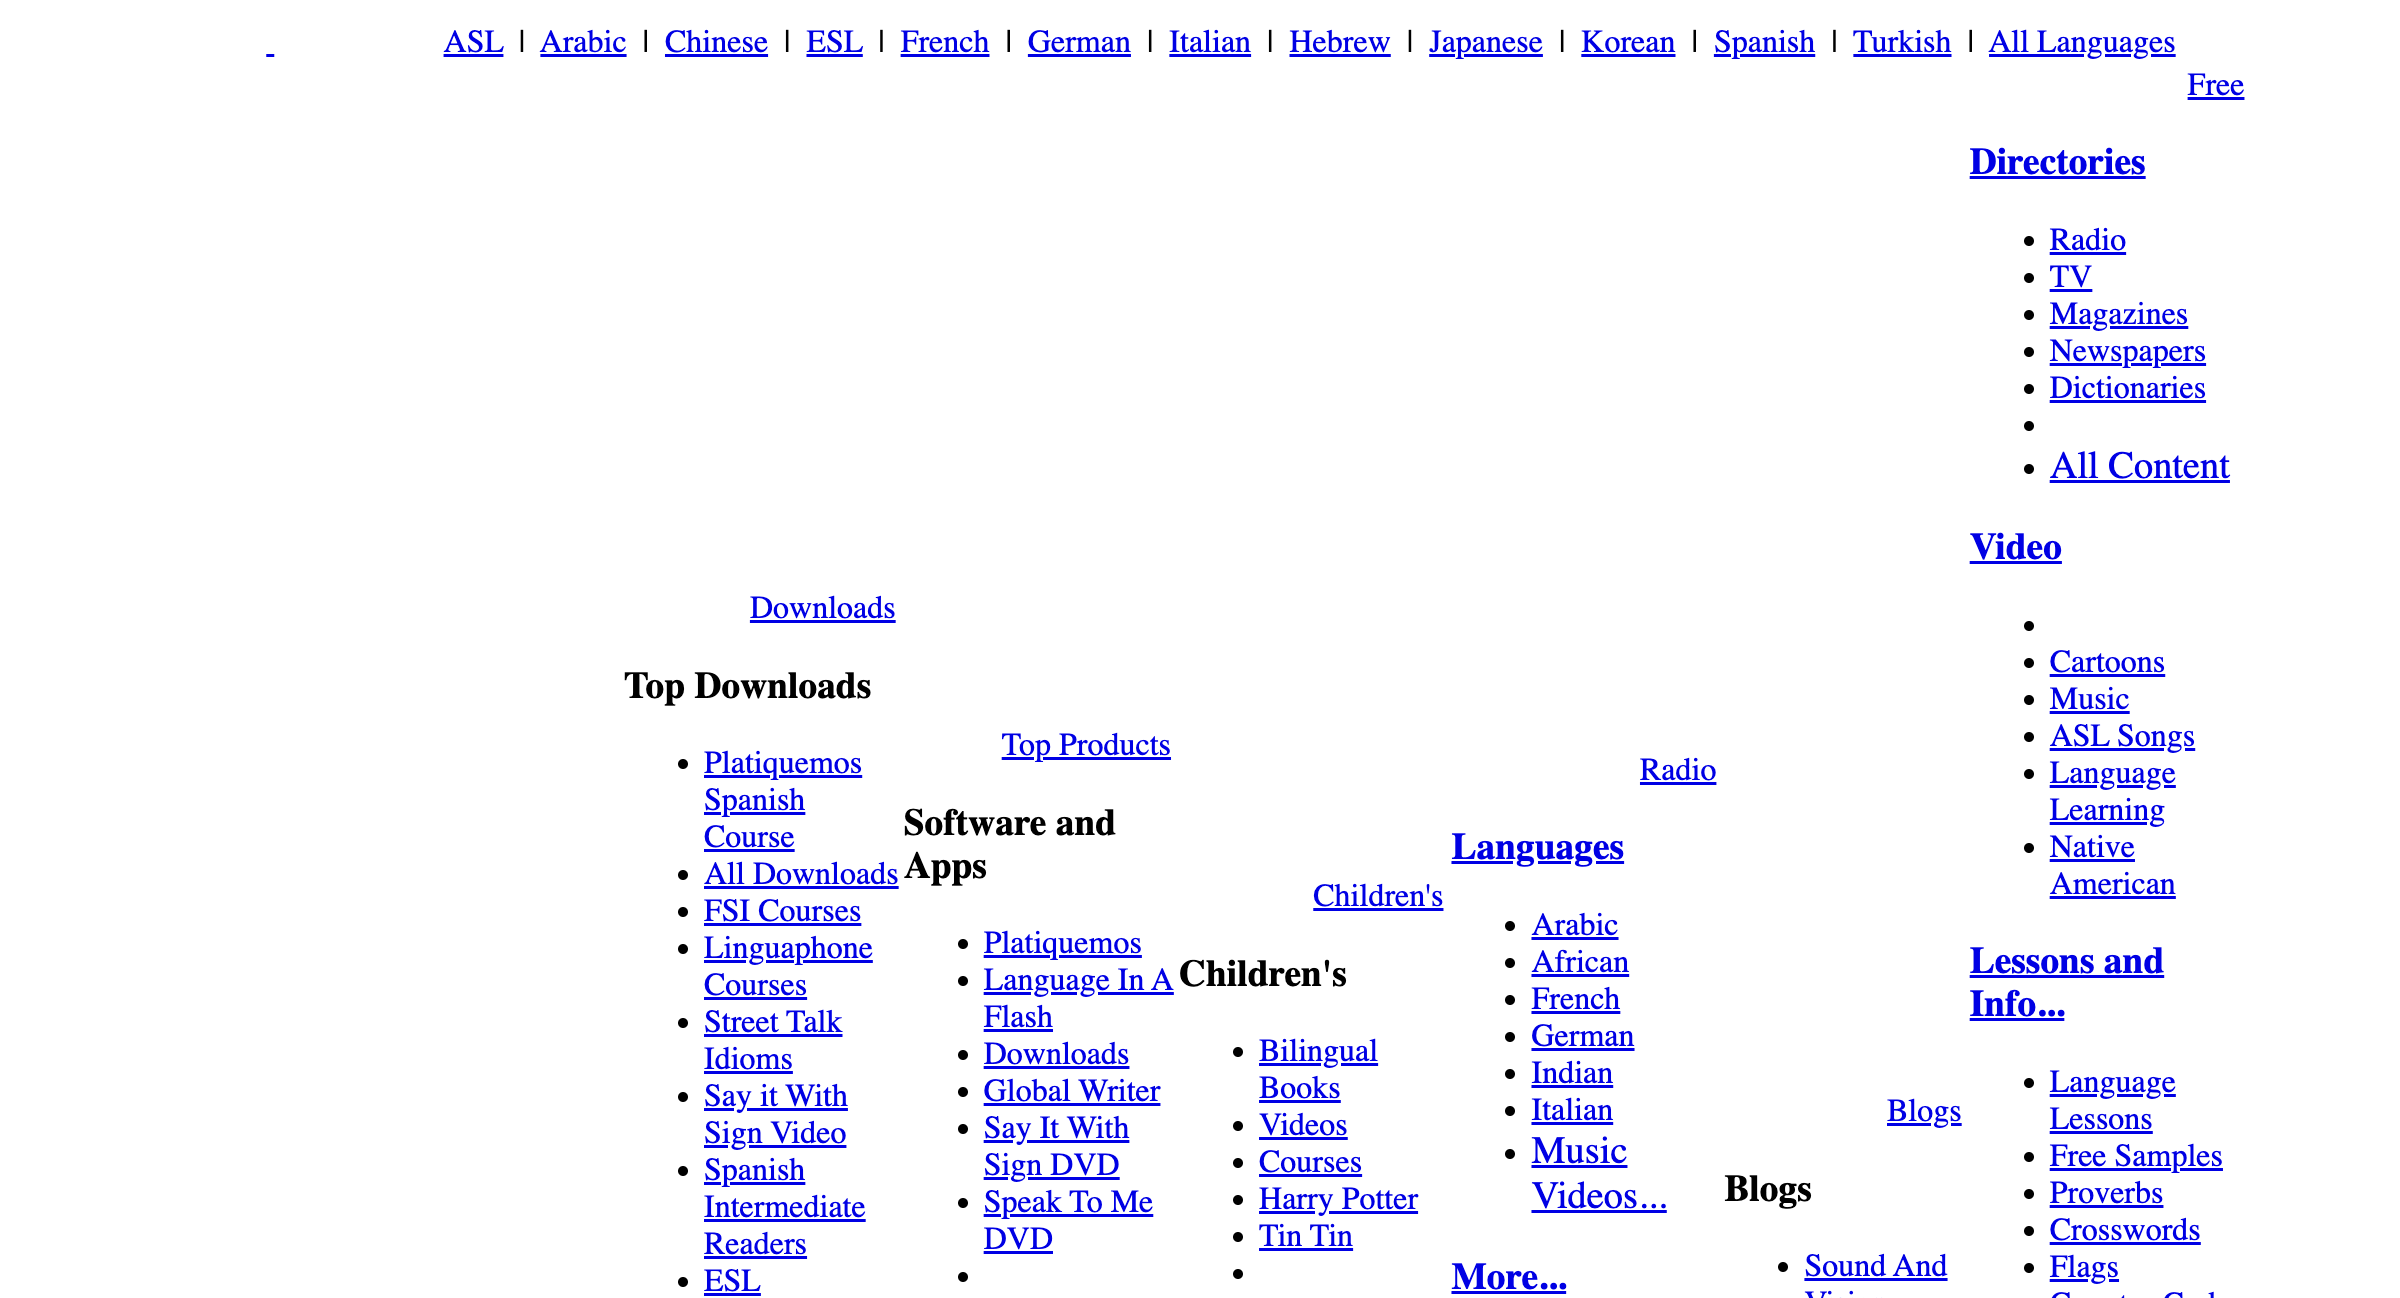 ASL | Arabic | Chinese | ESL | French | German | Italian | Hebrew | Japanese | Korean | Spanish | Turkish | All Languages
Free
Directories
Radio
TV
Magazines
Newspapers
Dictionaries
All Content
Video
Cartoons
Music
ASL Songs
Language
Learning
Native
American
Lessons and
Info...
Language
Lessons
Free Samples
Proverbs
Crosswords
Flags
Downloads
Top Downloads
Platiquemos
Spanish
Course
All Downloads
FSI Courses
Linguaphone
Courses
Street Talk
Idioms
Say it With
Sign Video
Spanish
Intermediate
Readers
ESL
Top Products
Software and
Apps
Platiquemos
Language In A
Flash
Downloads
Global Writer
Say It With
Sign DVD
Speak To Me
DVD
Children's
Children's
Bilingual
Books
Videos
Courses
Harry Potter
Tin Tin
Radio
Languages
Arabic
African
French
German
Indian
Italian
Music
Videos...
More...
Blogs
Blogs
Sound And